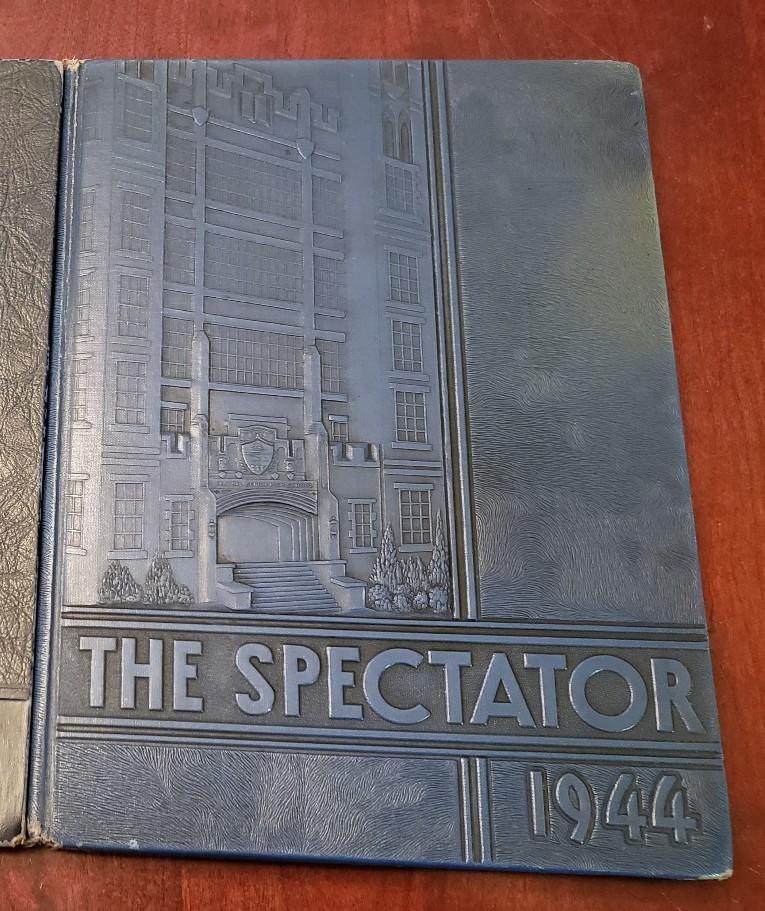 THE SPECTATOR
1944